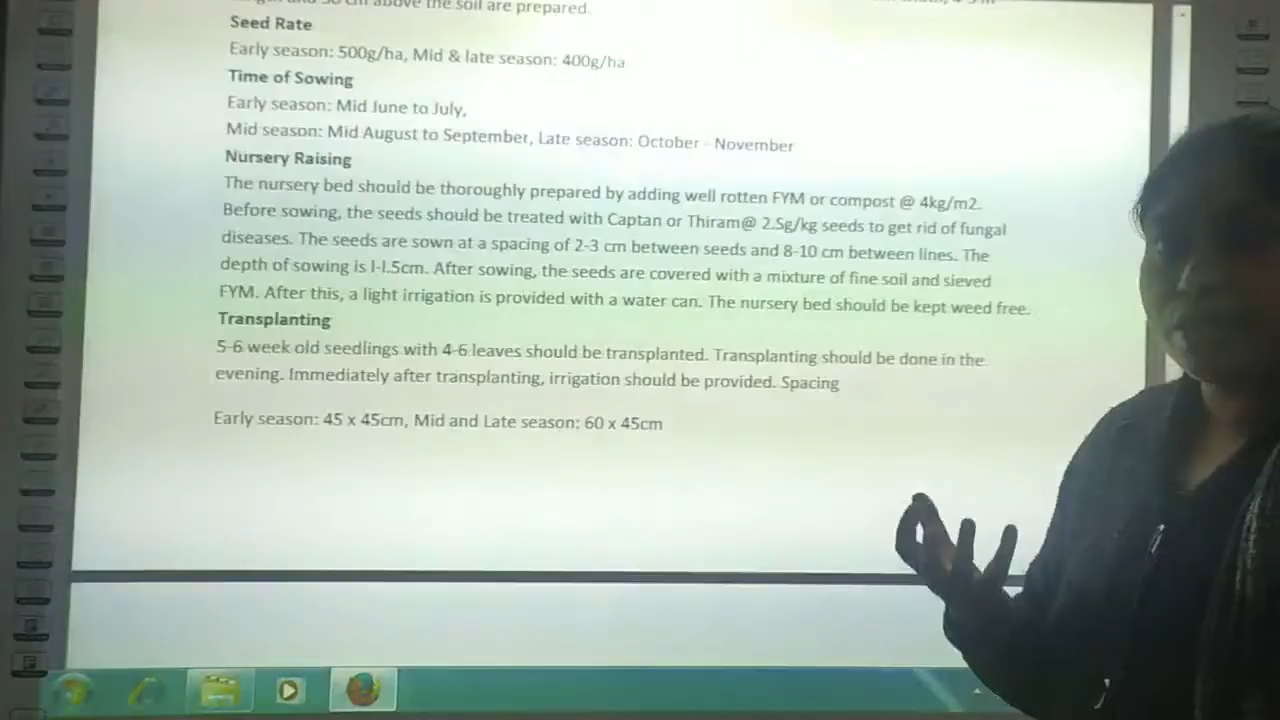 above the soil are prepared.
Seed Rate
Early season: 500g/ha, Mid & late season: 400g/ha
Time of Sowing
Early season: Mid June to July,
Mid season: Mid August to September, Late season: October - November
Nursery Raising
The nursery bed should be thoroughly prepared by adding well rotten FYM or compost @ 4kg/m2.
Before sowing, the seeds should be treated with Captan or Thiram@ 2.5g/kg seeds to get rid of fungal
diseases. The seeds are sown at a spacing of 2-3 cm between seeds and 8-10 cm between lines. The
depth of sowing is l-l.5cm. After sowing, the seeds are covered with a mixture of fine soil and sieved
FYM. After this, a light irrigation is provided with a water can. The nursery bed should be kept weed free.
Transplanting
5-6 week old seedlings with 4-6 leaves should be transplanted. Transplanting should be done in the
evening. Immediately after transplanting, irrigation should be provided. Spacing
Early season: 45 x 45cm, Mid and Late season: 60 x 45cm